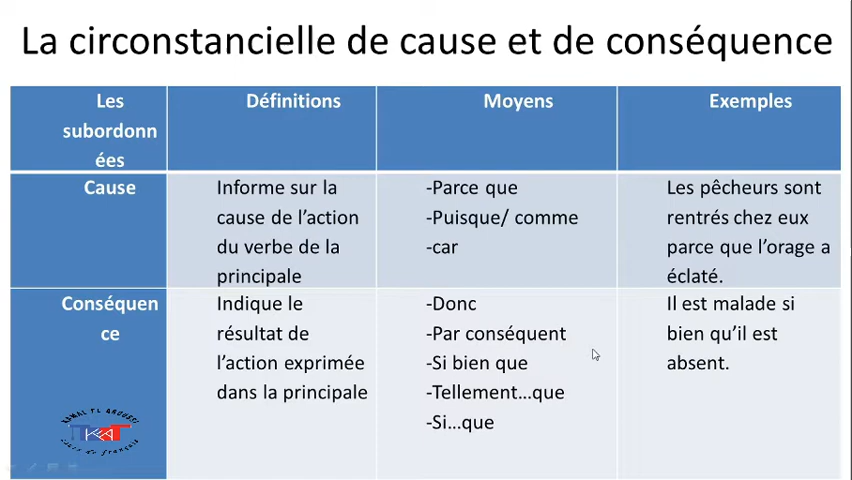 La circonstancielle de cause et de conséquence
Les
subordonn
ées
Définitions
Moyens
Exemples
Cause
Informe sur la
cause de l’action
du verbe de la
principale
-Parce que
-Puisque/ comme
-car
Les pêcheurs sont
rentrés chez eux
parce que l’orage a
éclaté.
Conséquen
ce
Indique le
résultat de
l’action exprimée
dans la principale
-Donc
-Par conséquent
-Si bien que
-Tellement…que
-Si…que
Il est malade si
bien qu’il est
absent.
cours de français